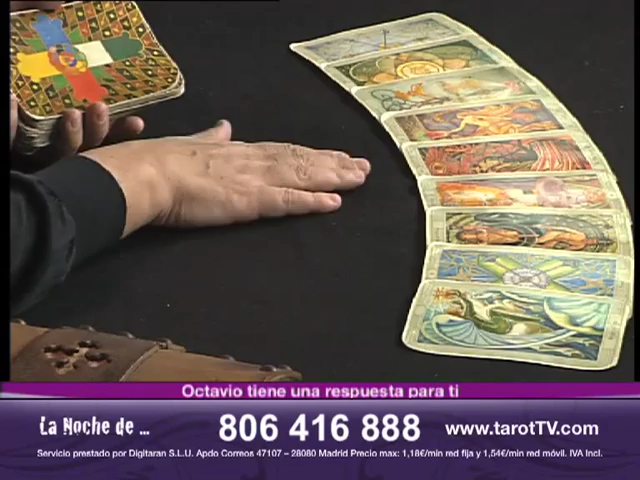 Octavio tiene una respuesta para ti
La Noche de ... 806 416 888 www.tarotTV.com
Servicio prestado por Digitaran S.L.U. Apdo Correos 47107 – 28080 Madrid Precio max: 1,18€/min red fija y 1,54€/min red móvil. IVA Incl.